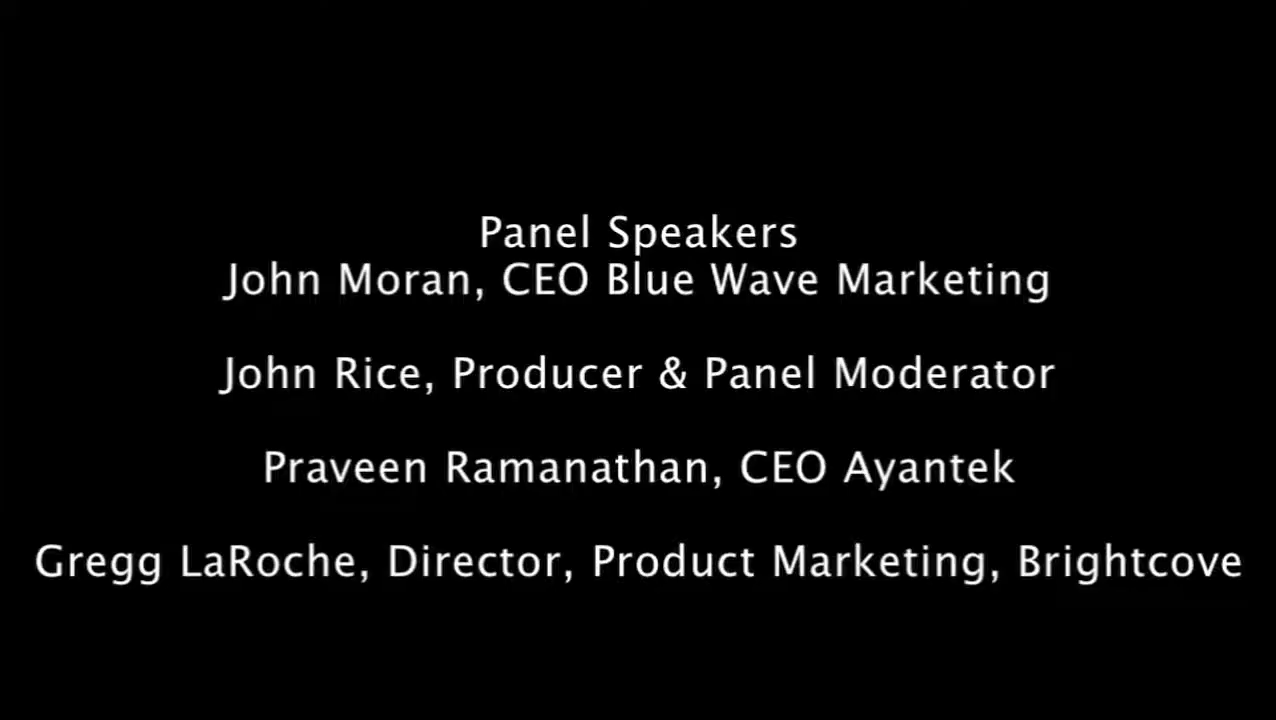 Panel Speakers
John Moran, CEO Blue Wave Marketing
John Rice, Producer & Panel Moderator
Praveen Ramanathan, CEO Ayantek
Gregg LaRoche, Director, Product Marketing, Brightcove